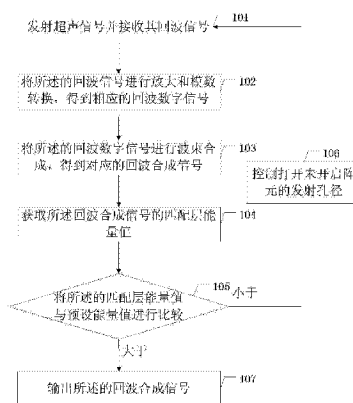 发射超声信号并接收其回波信号
101
将所述的回波信号进行放大和模数
转换，得到相应的回波数字信号
102
将所述的回波数字信号进行波束
合成，得到对应的回波合成信号
103
106
控制打开未开启阵
元的发射孔径
获取所述回波合成信号的匹配层能
量值
104
将所述的匹配层能量值
与预设能量值进行比较
105
小于
大于
输出所述的回波合成信号
107